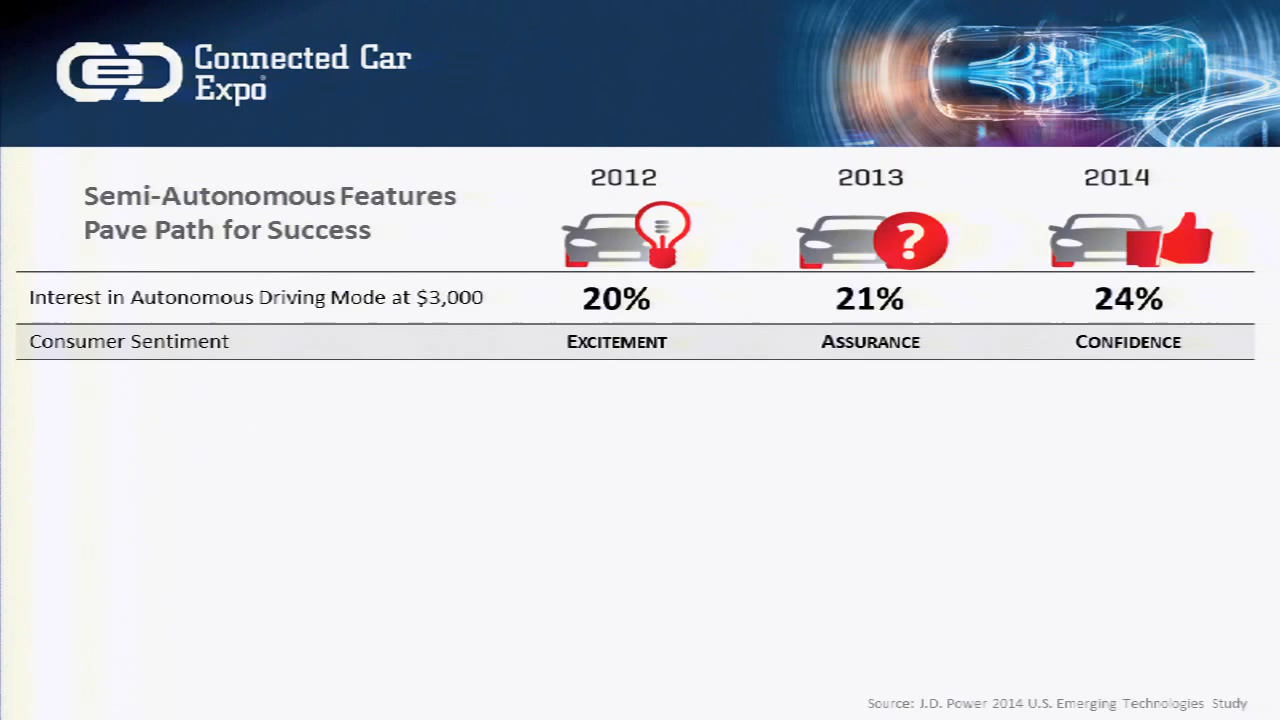 Connected Car
Expo
Semi-Autonomous Features
Pave Path for Success
2012 2013 2014
?
Interest in Autonomous Driving Mode at $3,000 20% 21% 24%
Consumer Sentiment EXCITEMENT ASSURANCE CONFIDENCE
Source: J.D. Power 2014 U.S. Emerging Technologies Study